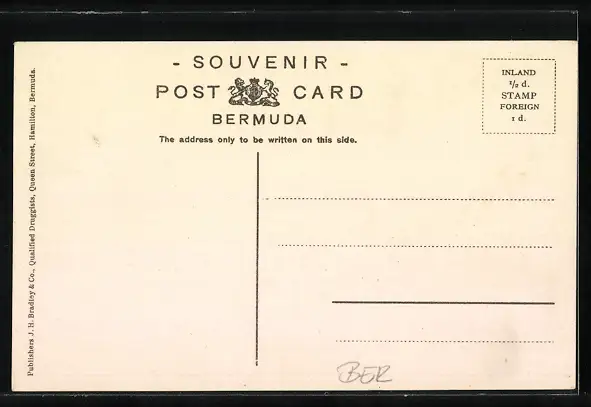 - SOUVENIR -
POST CARD
BERMUDA
The address only to be written on this side.
INLAND
½ d.
STAMP
FOREIGN
1 d.
Publishers J. H. Bradley & Co., Qualified Druggists, Queen Street, Hamilton, Bermuda.
BER